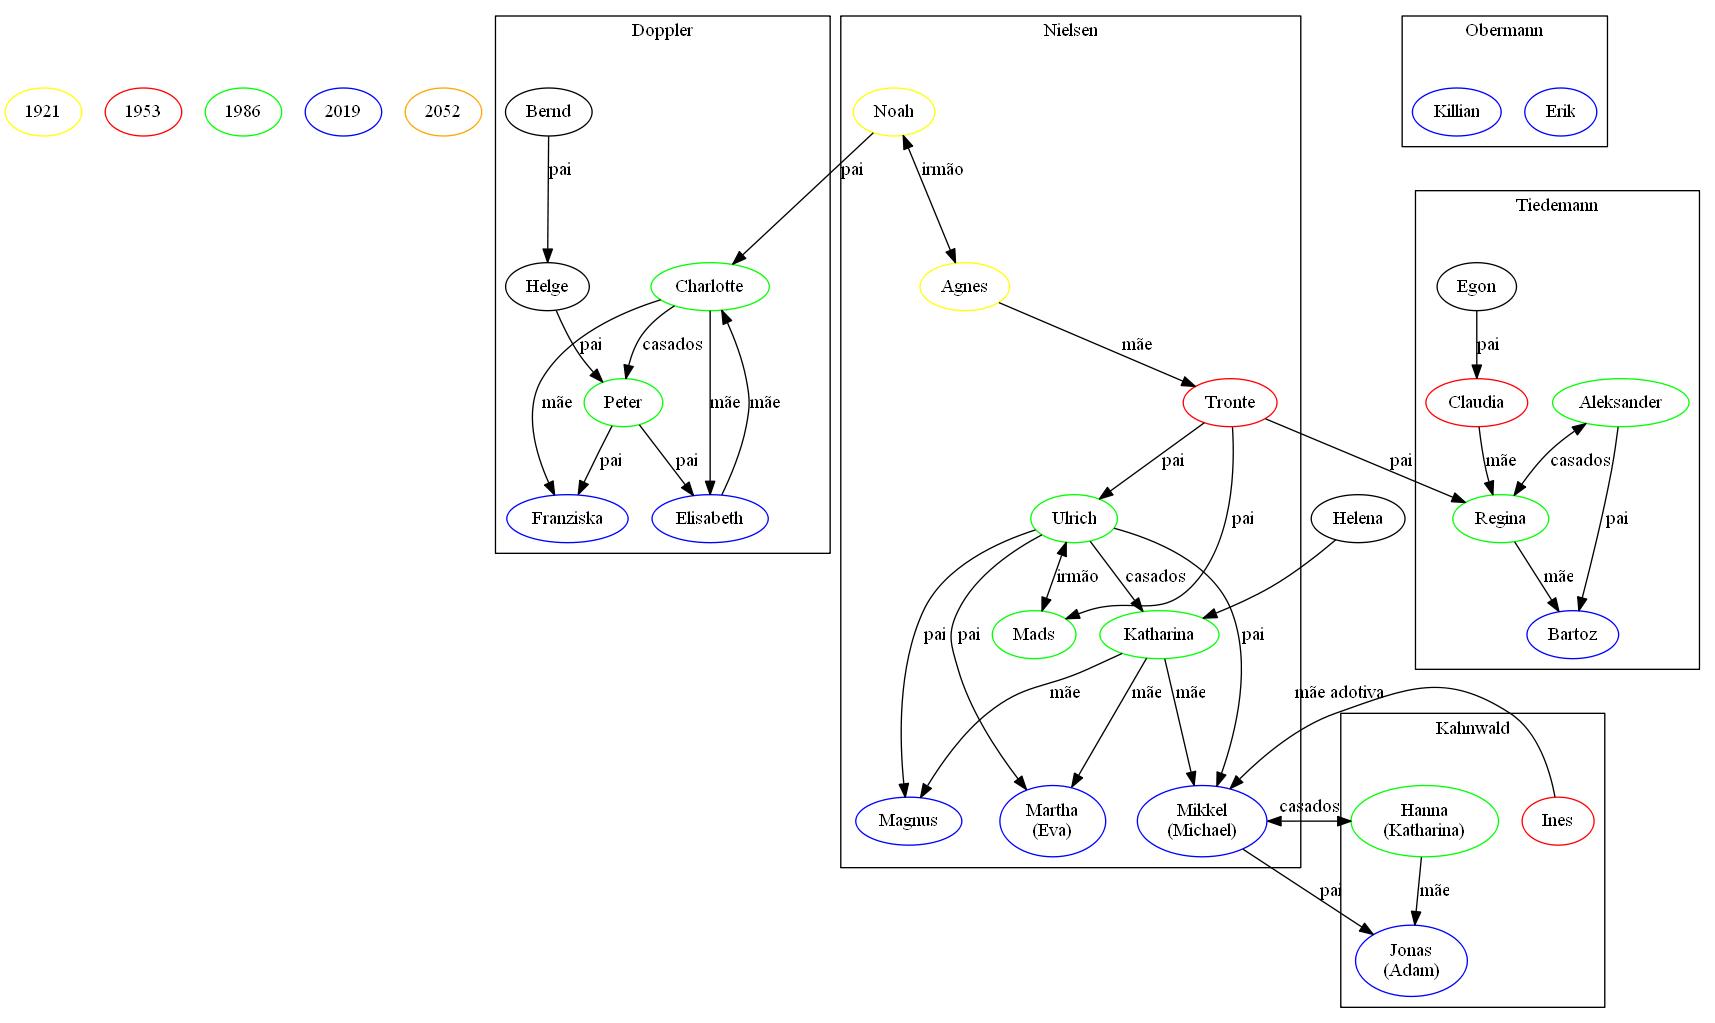 Doppler
Nielsen
Obermann
1921
1953
1986
2019
2052
Bernd
Noah
Killian
Erik
pai
pai
irmão
Tiedemann
Helge
Charlotte
Agnes
Egon
pai
casados
mãe
pai
mãe
Peter
mãe
mãe
Tronte
Claudia
Aleksander
pai
pai
pai
pai
mãe
casados
Franziska
Elisabeth
Ulrich
pai
Helena
Regina
pai
irmão
casados
mãe
pai
pai
Mads
Katharina
pai
Bartoz
mãe
mãe
mãe
mãe adotiva
Kahnwald
Magnus
Martha
(Eva)
Mikkel
(Michael)
casados
Hanna
(Katharina)
Ines
pai
mãe
Jonas
(Adam)